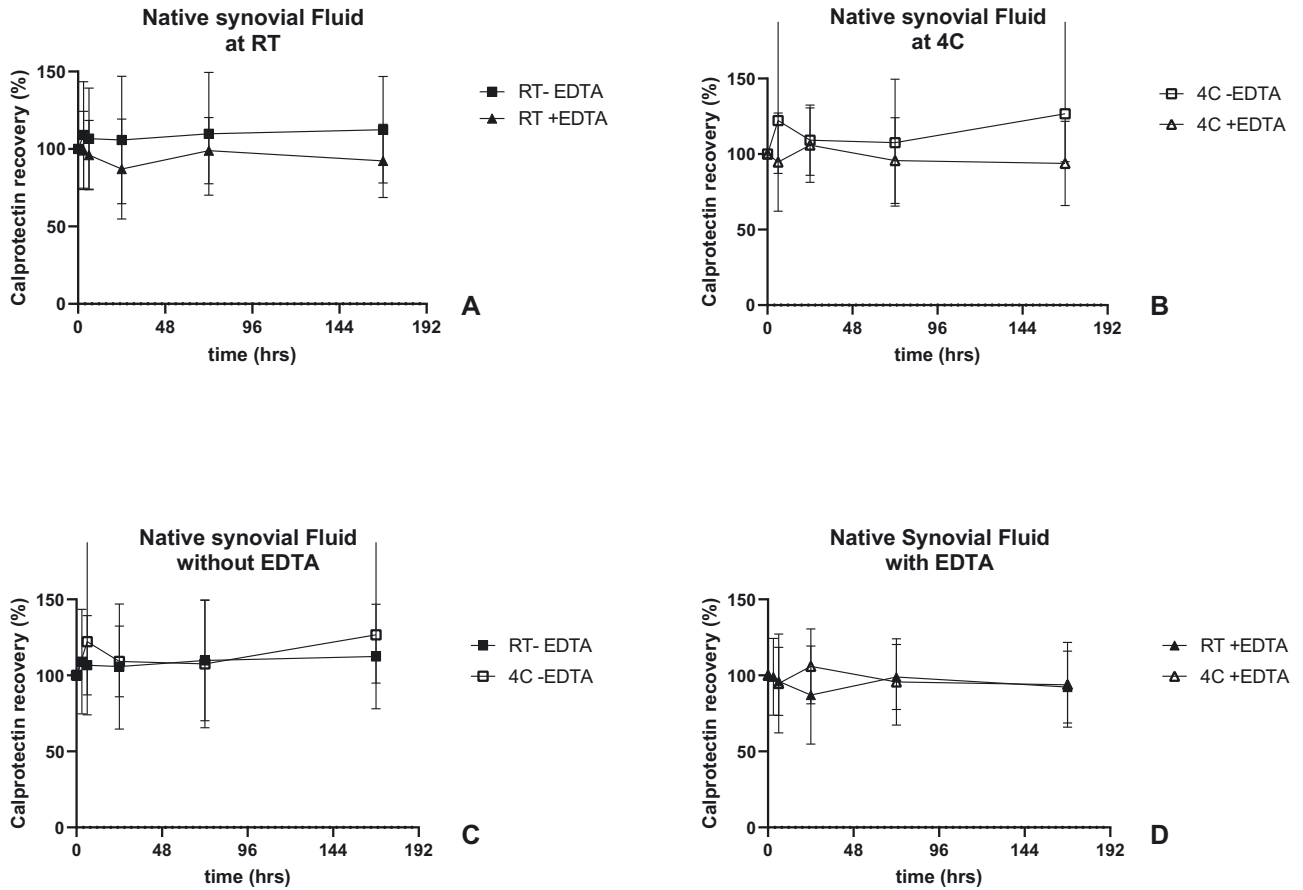 Native synovial Fluid
at RT
Calprotectin recovery (%)
150
100
50
0
0 48 96 144 192
time (hrs)
RT- EDTA
RT +EDTA
A
Native Synovial Fluid
at 4C
Calprotectin recovery (%)
150
100
50
0
0 48 96 144 192
time (hrs)
4C -EDTA
4C +EDTA
B
Native synovial Fluid
without EDTA
Calprotectin recovery (%)
150
100
50
0
0 48 96 144 192
time (hrs)
RT- EDTA
4C -EDTA
C
Native Synovial Fluid
with EDTA
Calprotectin recovery (%)
150
100
50
0
0 48 96 144 192
time (hrs)
RT +EDTA
4C +EDTA
D